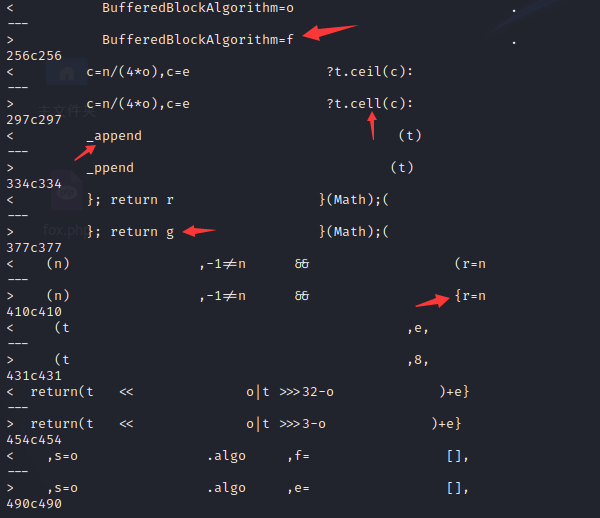 <           BufferedBlockAlgorithm=o                           .
---
>           BufferedBlockAlgorithm=f                           .
256c256
<         c=n/(4*o),c=e                 ?t.ceil(c):
---
>         c=n/(4*o),c=e                 ?t.cell(c):
297c297
<         _append                                (t)
---
>         _ppend                                (t)
334c334
<         }; return r                  }(Math);(
---
>         }; return g                  }(Math);(
377c377
<    (n)                ,-1≠n      &&                  (r=n
---
>    (n)                ,-1≠n      &&                  {r=n
410c410
<     (t                                          ,e,
---
>     (t                                          ,8,
431c431
<  return(t   <<              o|t >>>32-o             )+e}
---
>  return(t   <<              o|t >>>3-o             )+e}
454c454
<    ,s=o                .algo     ,f=                 [],
---
>    ,s=o                .algo     ,e=                 [],
490c490